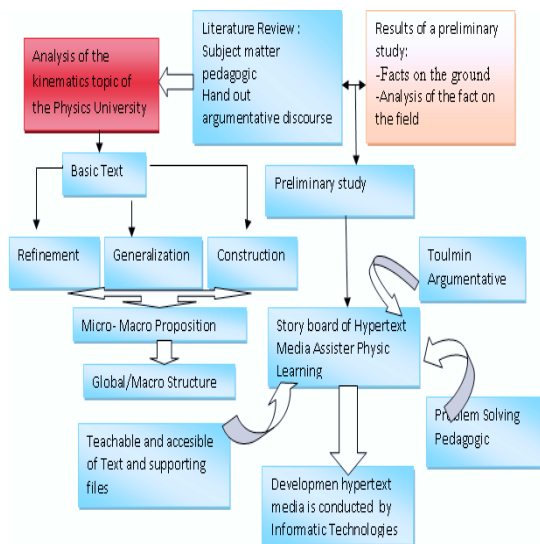 Analysis of the
kinematics topic of
the Physics University
Literature Review :
Subject matter
pedagogic
Hand out
argumentative discourse
Results of a preliminary
study:
-Facts on the ground
-Analysis of the fact on
the field
Basic Text
Preliminary study
Refinement
Generalization
Construction
Toulmin
Argumentative
Micro- Macro Proposition
Story board of Hypertext
Media Assister Physic
Learning
Global/Macro Structure
Teachable and accesible
of Text and supporting
files
Problem Solving
Pedagogic
Developmen hypertext
media is conducted by
Informatic Technologies